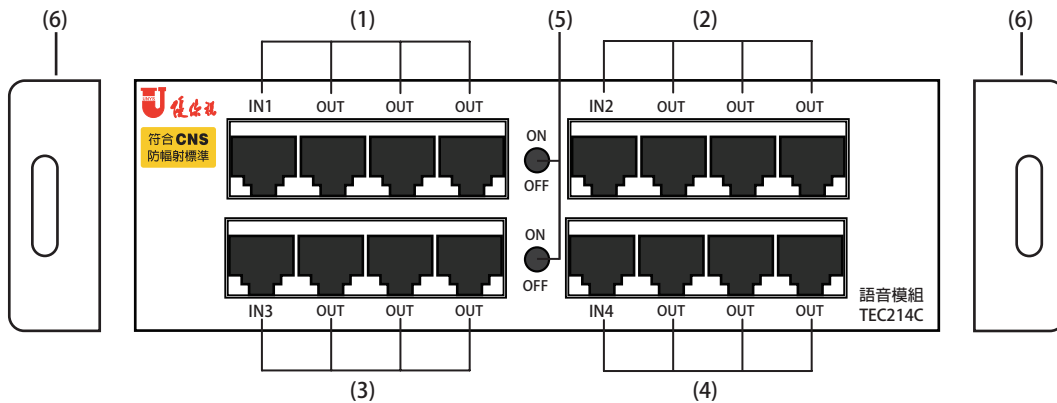 (6) (1) (5) (2) (6)
IN1 OUT OUT OUT IN2 OUT OUT OUT
符合CNS
防幅射標準
ON
OFF
ON
OFF
IN3 OUT OUT OUT IN4 OUT OUT OUT
語音模組
TEC214C
(3) (4)